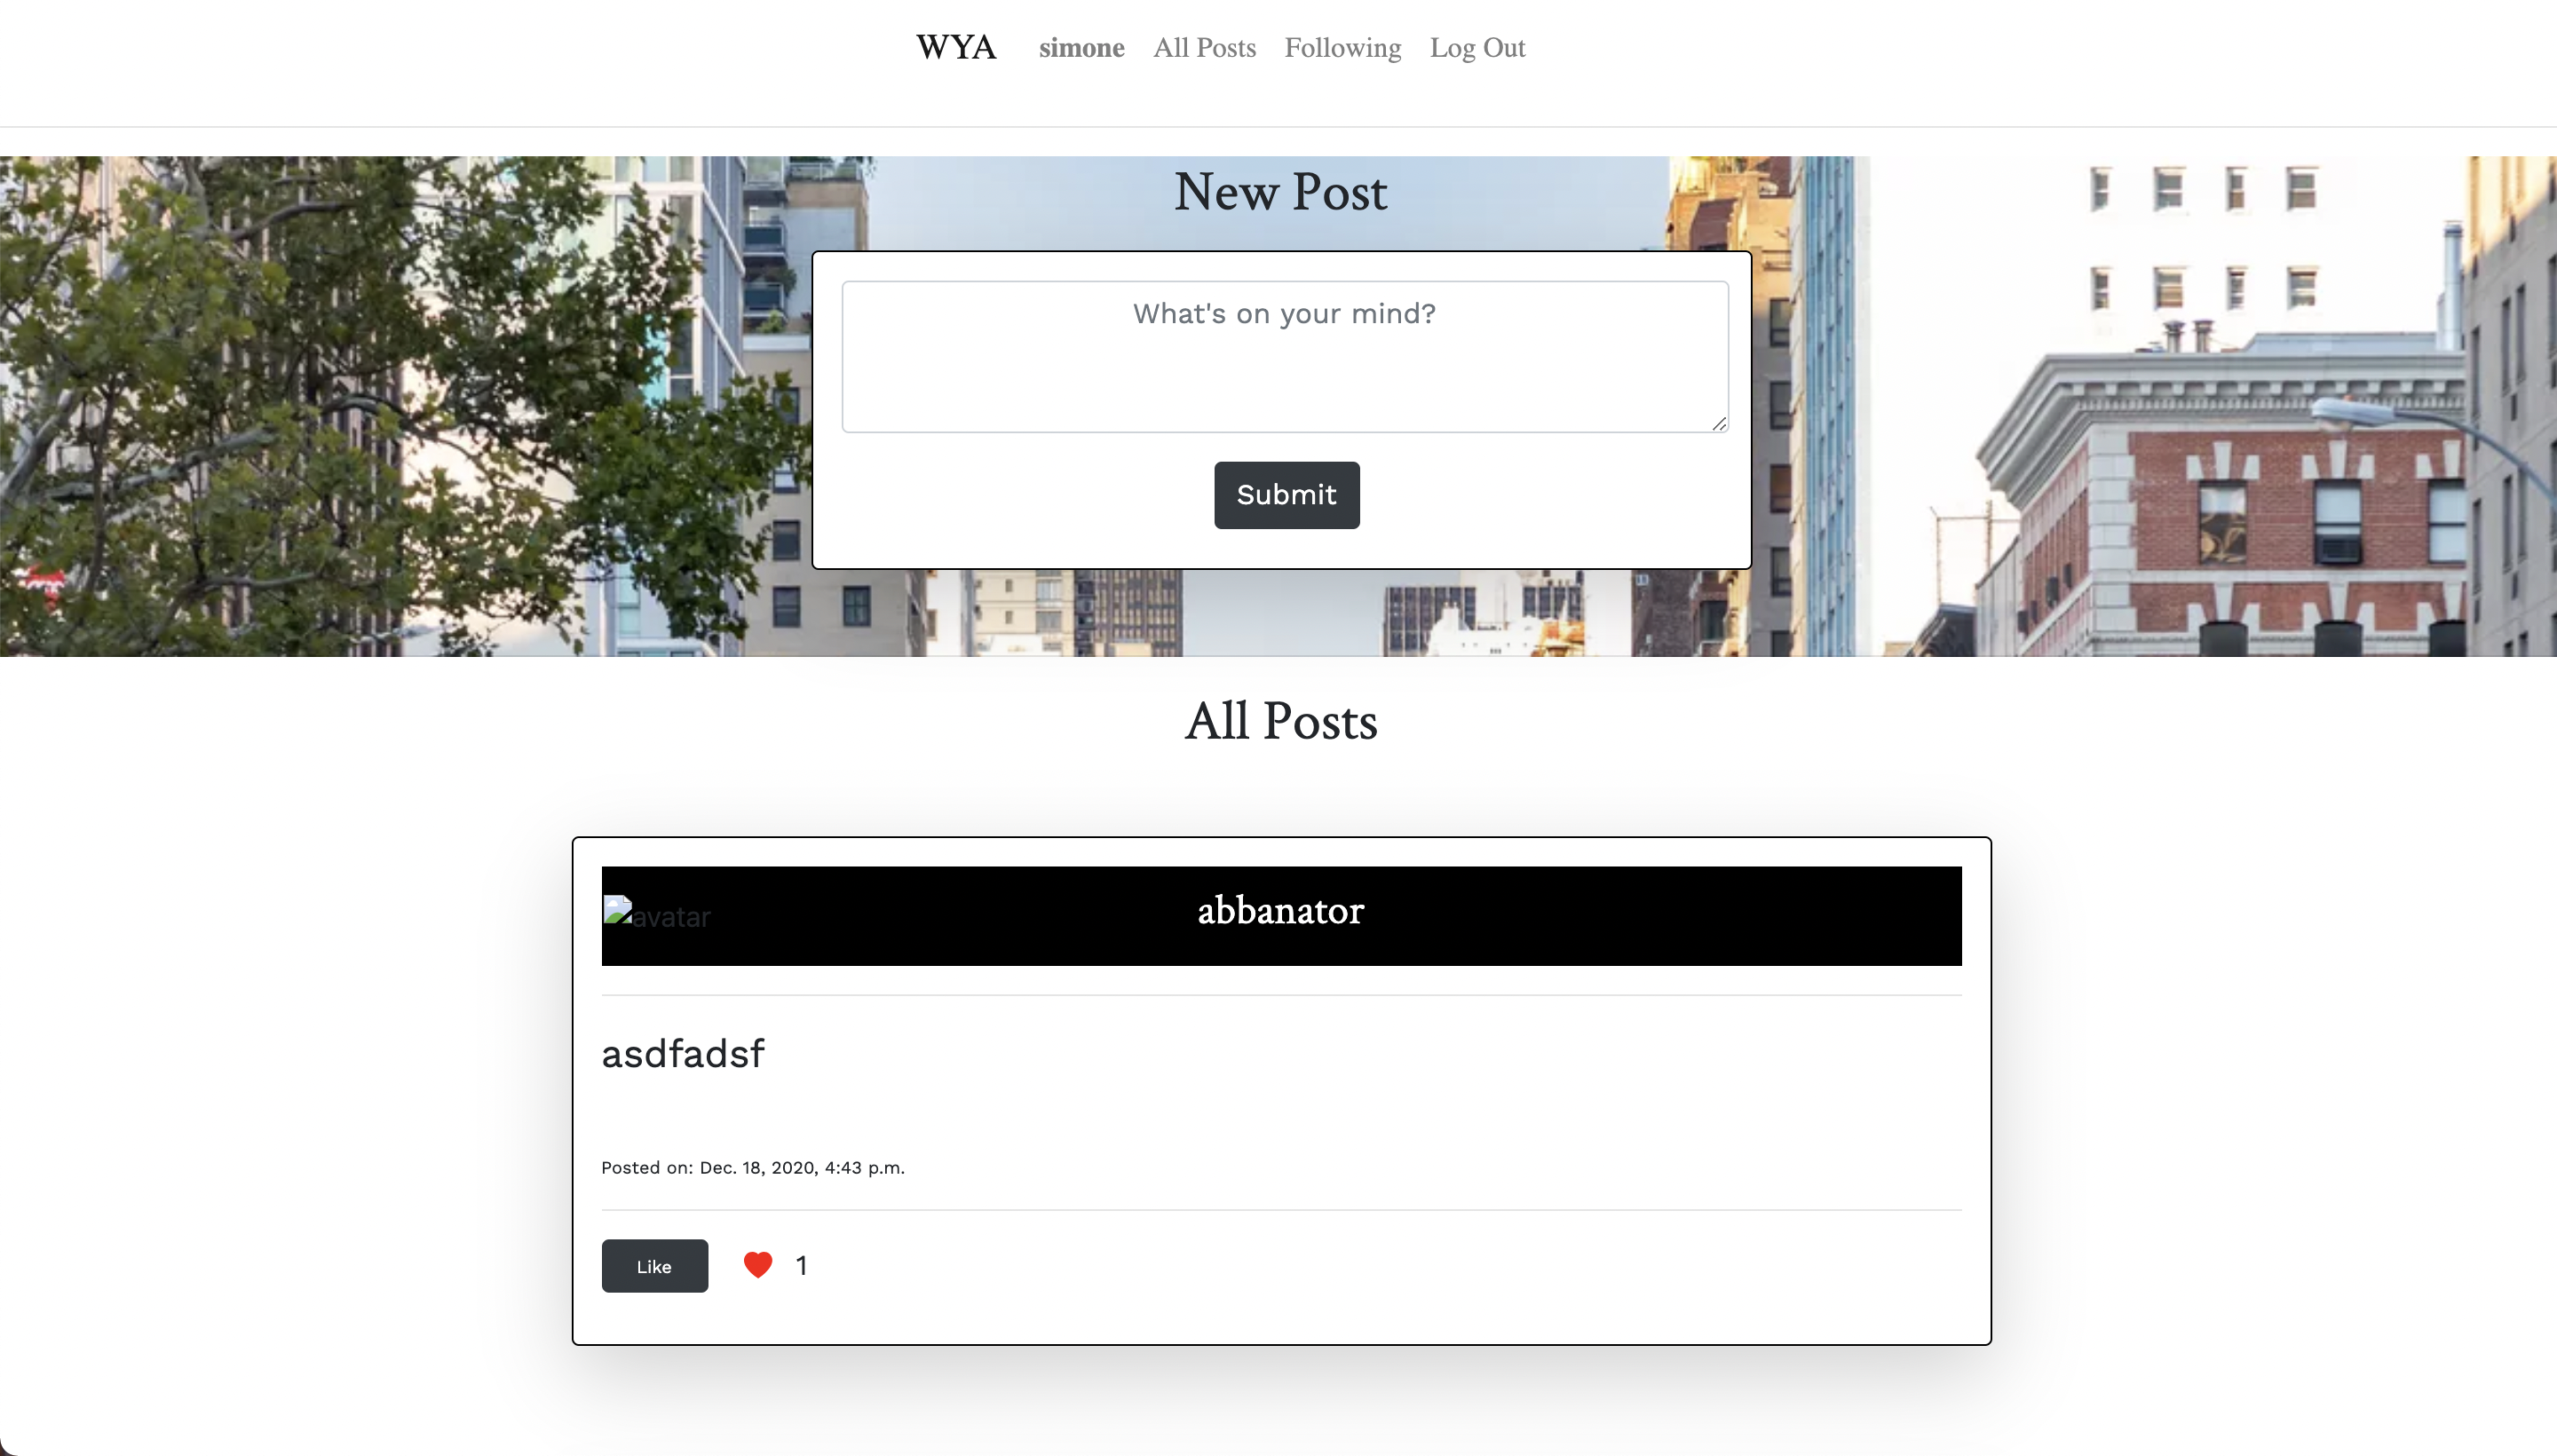 WYA simone All Posts Following Log Out
New Post
What's on your mind?
Submit
All Posts
avatar
abbanator
asdfadsf
Posted on: Dec. 18, 2020, 4:43 p.m.
Like 1